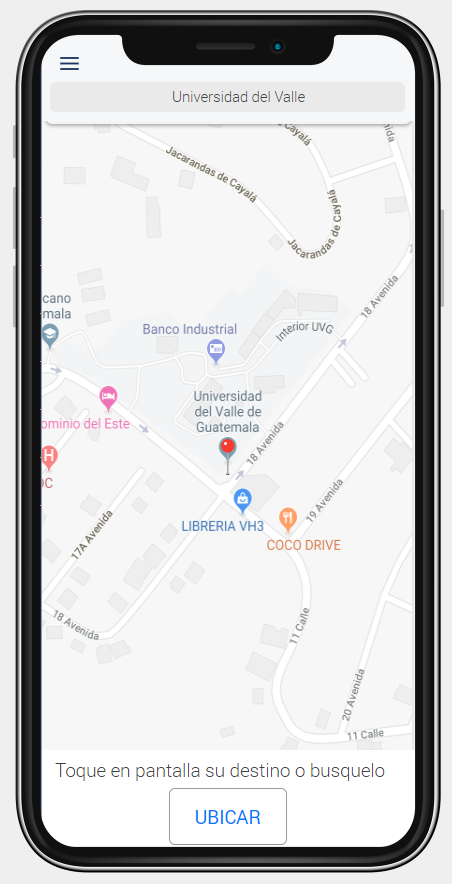 Universidad del Valle
Cayalá
nida
Jacarandas de Cayalá
Jacarandas de Cayalá
cano
mala
18 Avenida
Banco Industrial
Interior UVG
Universidad
del Valle de
Guatemala
ominio del Este
18 Avenida
H
OC
LIBRERIA VH3
19 Avenida
COCO DRIVE
17A Avenida
18 Avenida
11 Calle
20 Avenida
11 Calle
Toque en pantalla su destino o busquelo
UBICAR